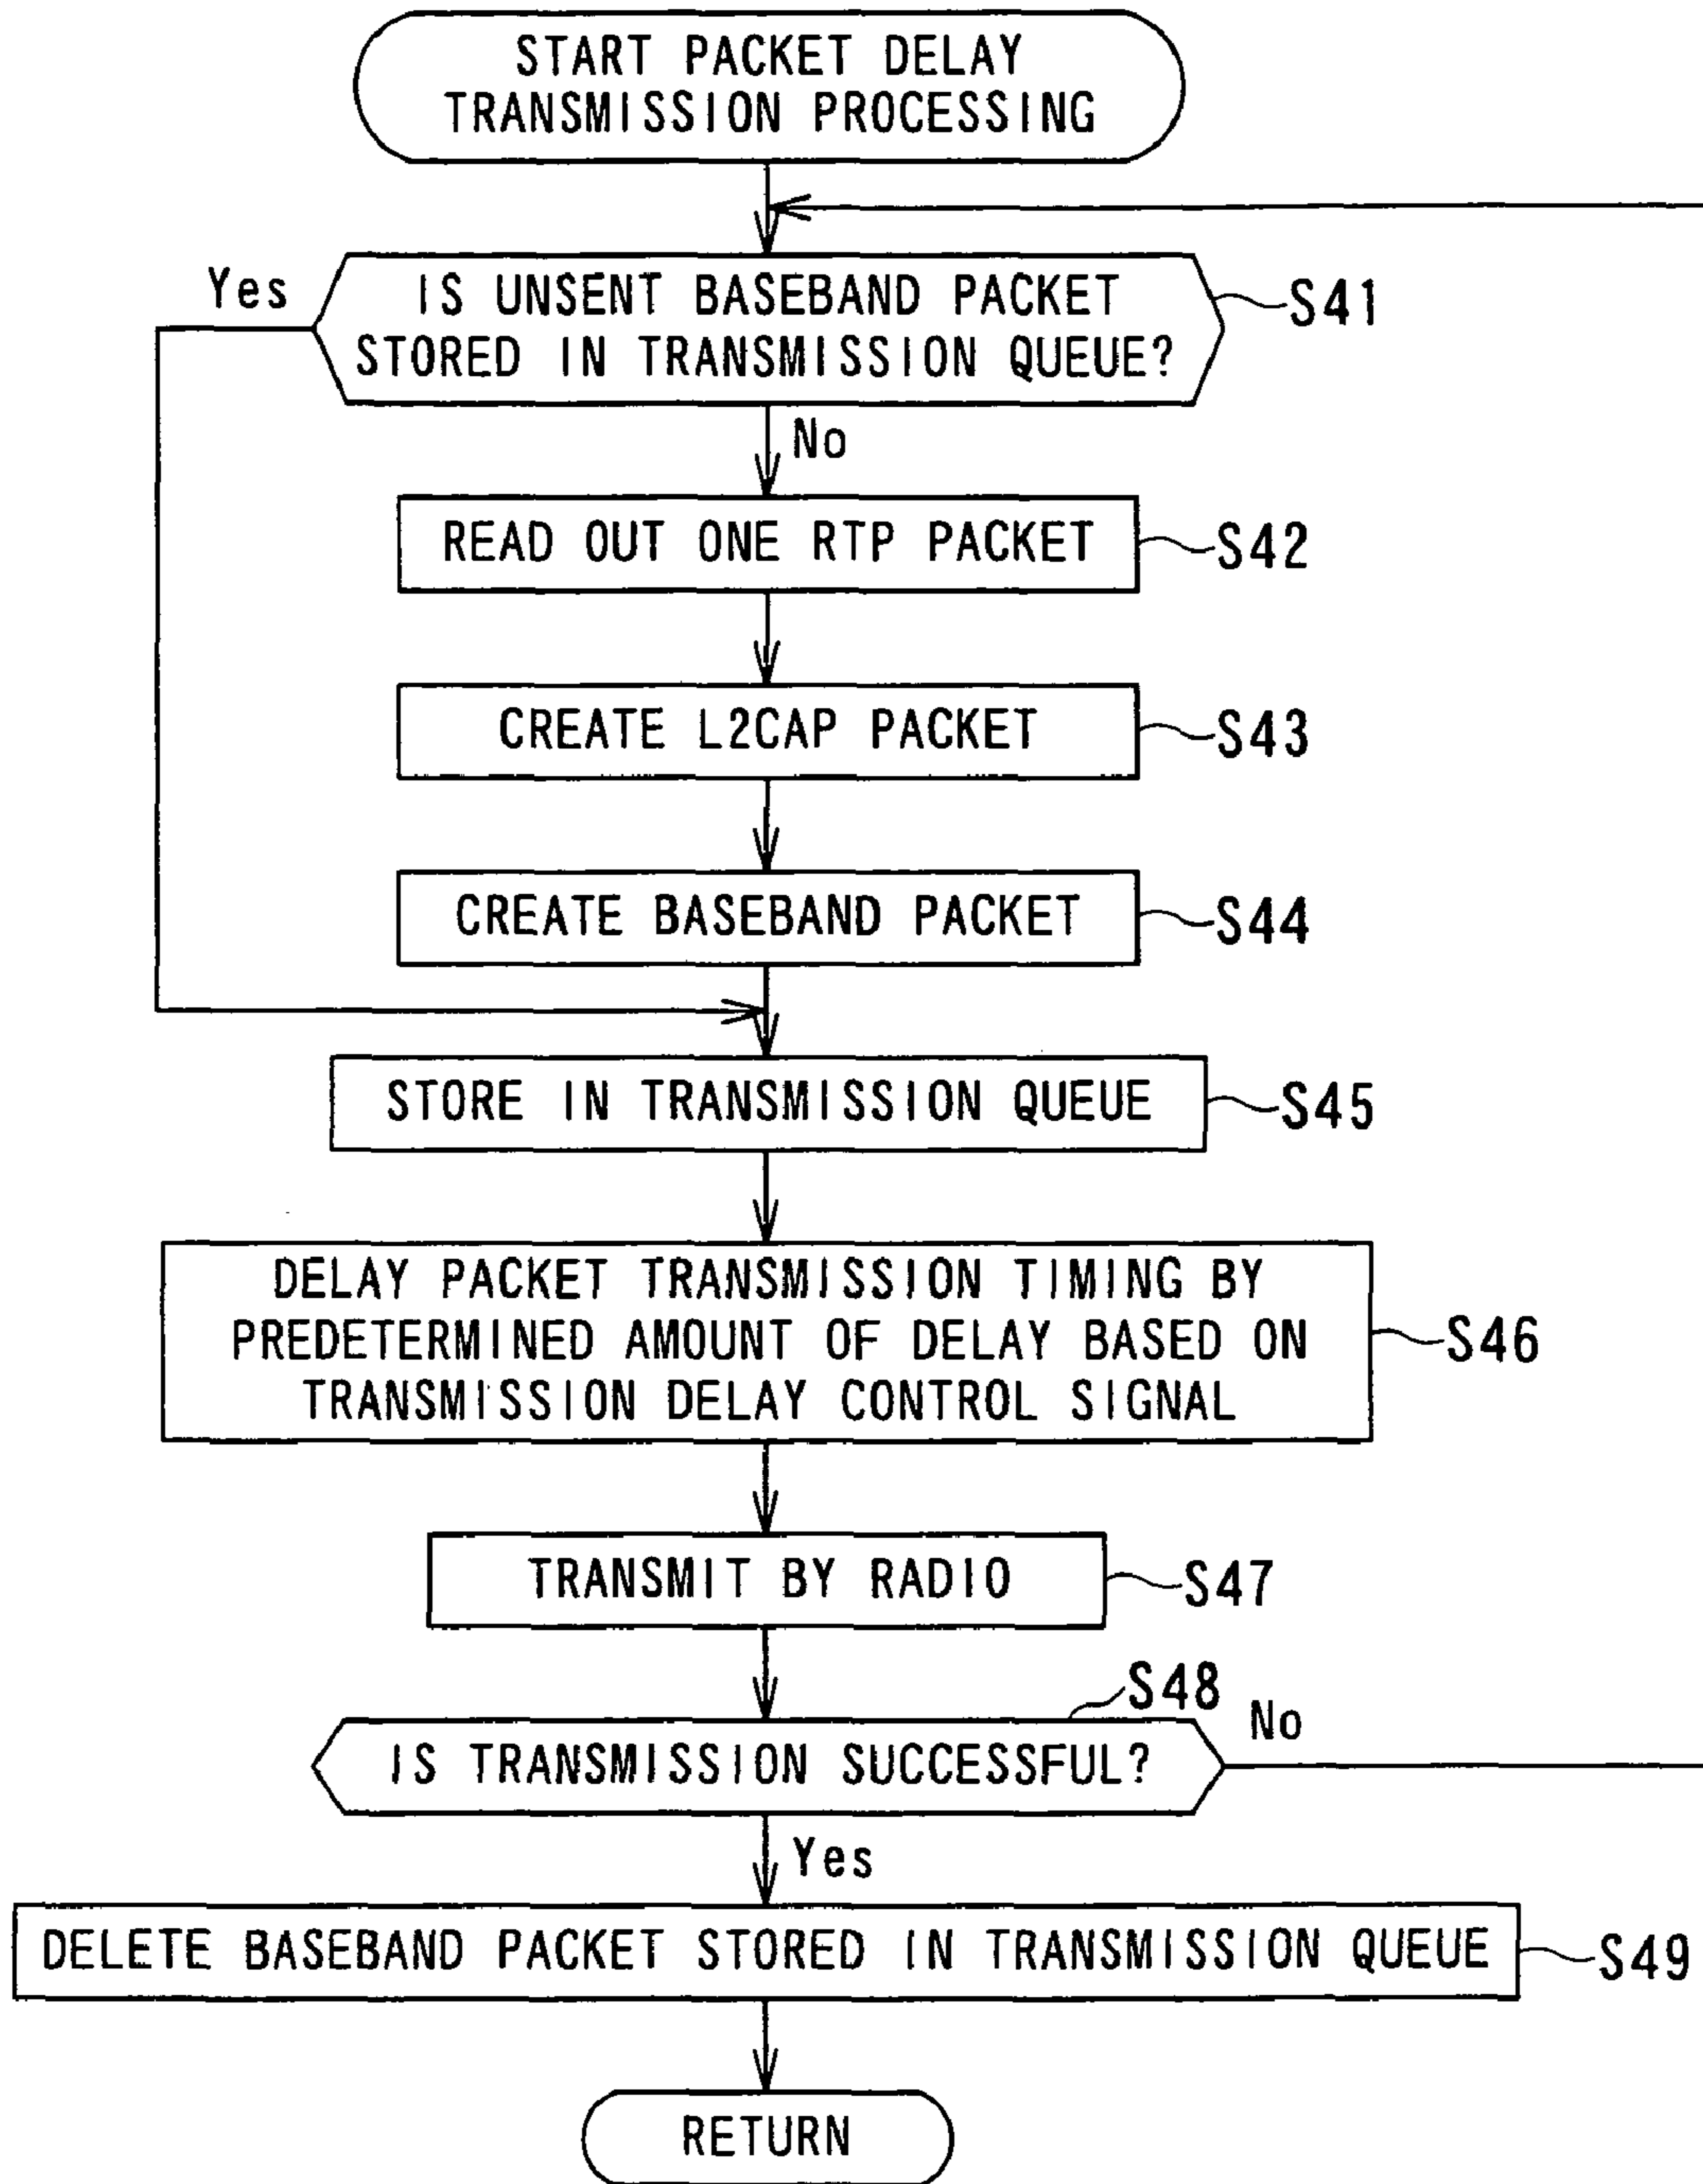 START PACKET DELAY
TRANSMISSION PROCESSING
Yes
IS UNSENT BASEBAND PACKET
STORED IN TRANSMISSION QUEUE?
S41
No
READ OUT ONE RTP PACKET
S42
CREATE L2CAP PACKET
S43
CREATE BASEBAND PACKET
S44
STORE IN TRANSMISSION QUEUE
S45
DELAY PACKET TRANSMISSION TIMING BY
PREDETERMINED AMOUNT OF DELAY BASED ON
TRANSMISSION DELAY CONTROL SIGNAL
S46
TRANSMIT BY RADIO
S47
S48
IS TRANSMISSION SUCCESSFUL?
No
Yes
DELETE BASEBAND PACKET STORED IN TRANSMISSION QUEUE
S49
RETURN